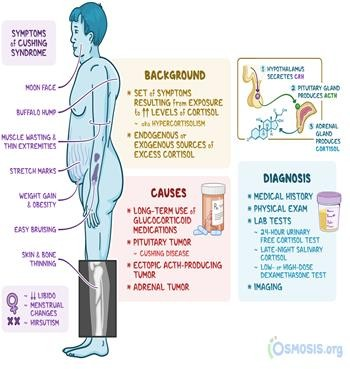 SYMPTOMS
of CUSHING
SYNDROME
MOON FACE
BUFFALO HUMP
MUSCLE WASTING &
THIN EXTREMITIES
STRETCH MARKS
WEIGHT GAIN
& OBESITY
EASY BRUISING
SKIN & BONE
THINNING
~ ↓↓ LIBIDO
~ MENSTRUAL
CHANGES
~ HIRSUTISM
BACKGROUND
* SET of SYMPTOMS
RESULTING from EXPOSURE
to ↑↑ LEVELS of CORTISOL
~ aka HYPERCORTISOLISM
* ENDOGENOUS or
EXOGENOUS SOURCES of
EXCESS CORTISOL
① HYPOTHALAMUS
SECRETES CRH
② PITUITARY GLAND
PRODUCES ACTH
③ ADRENAL
GLAND
PRODUCES
CORTISOL
CAUSES
* LONG-TERM USE of
GLUCOCORTICOID
MEDICATIONS
* PITUITARY TUMOR
~ CUSHING DISEASE
* ECTOPIC ACTH-PRODUCING
TUMOR
* ADRENAL TUMOR
DIAGNOSIS
* MEDICAL HISTORY
* PHYSICAL EXAM
* LAB TESTS
~ 24-HOUR URINARY
FREE CORTISOL TEST
~ LATE-NIGHT SALIVARY
CORTISOL
~ LOW- or HIGH-DOSE
DEXAMETHASONE TEST
* IMAGING
OSMOSIS.org